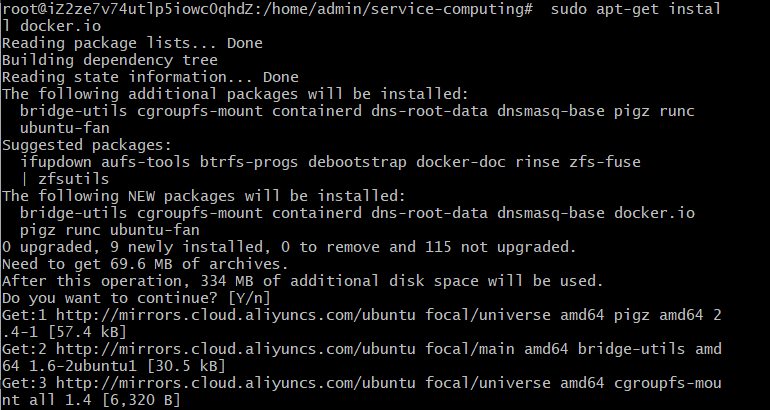 root@iZ2ze7v74utlp5iowc0qhdZ:/home/admin/service-computing#  sudo apt-get instal
l docker.io
Reading package lists... Done
Building dependency tree
Reading state information... Done
The following additional packages will be installed:
  bridge-utils cgroupfs-mount containerd dns-root-data dnsmasq-base pigz runc
  ubuntu-fan
Suggested packages:
  ifupdown aufs-tools btrfs-progs debootstrap docker-doc rinse zfs-fuse
  | zfsutils
The following NEW packages will be installed:
  bridge-utils cgroupfs-mount containerd dns-root-data dnsmasq-base docker.io
  pigz runc ubuntu-fan
0 upgraded, 9 newly installed, 0 to remove and 115 not upgraded.
Need to get 69.6 MB of archives.
After this operation, 334 MB of additional disk space will be used.
Do you want to continue? [Y/n]
Get:1 http://mirrors.cloud.aliyuncs.com/ubuntu focal/universe amd64 pigz amd64 2
.4-1 [57.4 kB]
Get:2 http://mirrors.cloud.aliyuncs.com/ubuntu focal/main amd64 bridge-utils amd
64 1.6-2ubuntu1 [30.5 kB]
Get:3 http://mirrors.cloud.aliyuncs.com/ubuntu focal/universe amd64 cgroupfs-mou
nt all 1.4 [6,320 B]